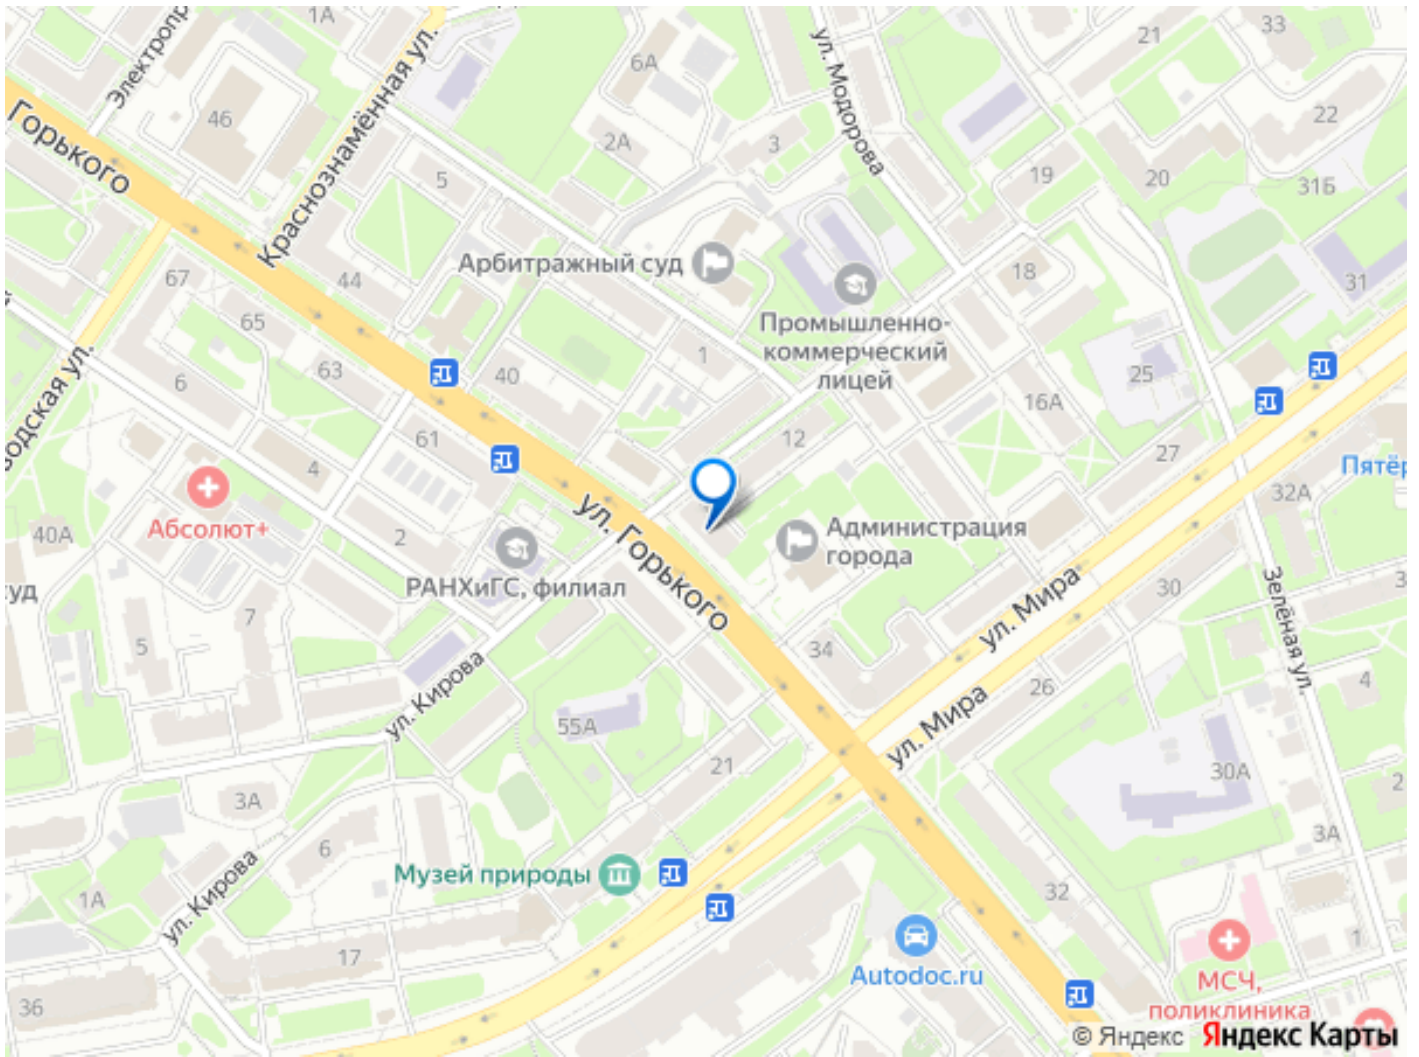 1А
Электропр
Краснознамённая ул.
6А
ул. Модорова
21
33
46
Горького
2А
3
22
5
19
20
31Б
Арбитражный суд
67
44
18
31
65
Промышленно-
коммерческий
лицей
1
63
40
6
25
16А
водская ул.
61
12
27
4
Пятёр
32А
Абсолют+
40А
2
ул. Горького
Администрация
города
РАНХиГС, филиал
уд
7
5
ул. Мира
30
3
Зелёная ул.
34
ул. Кирова
26
4
ул. Мира
55А
21
30А
2
3А
3А
6
Музей природы
ул. Кирова
1А
32
17
1
Autodoc.ru
МСЧ,
поликлиника
36
© Яндекс Яндекс Карты